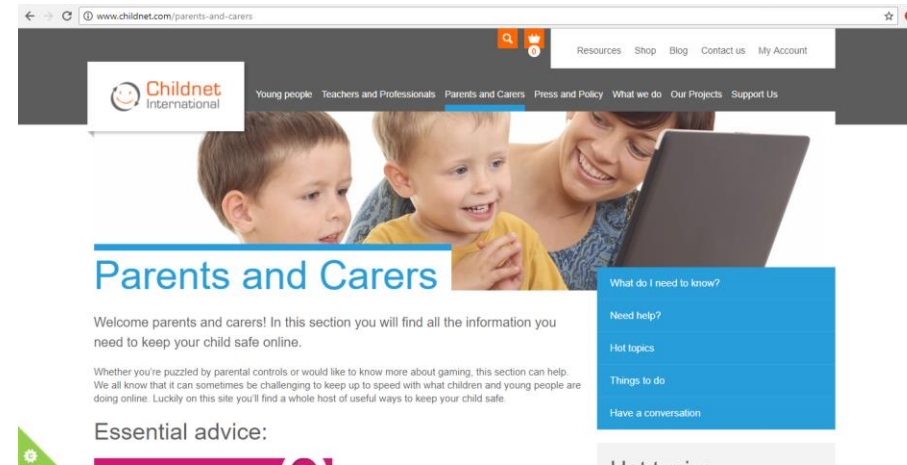 www.childnet.com/parents-and-carers
0
Resources Shop Blog Contact us My Account
Childnet
International
Young people Teachers and Professionals Parents and Carers Press and Policy What we do Our Projects Support Us
Parents and Carers
What do I need to know?
Need help?
Hot topics
Things to do
Have a conversation
Welcome parents and carers! In this section you will find all the information you
need to keep your child safe online.
Whether you're puzzled by parental controls or would like to know more about gaming, this section can help.
We all know that it can sometimes be challenging to keep up to speed with what children and young people are
doing online. Luckily on this site you'll find a whole host of useful ways to keep your child safe.
Essential advice: